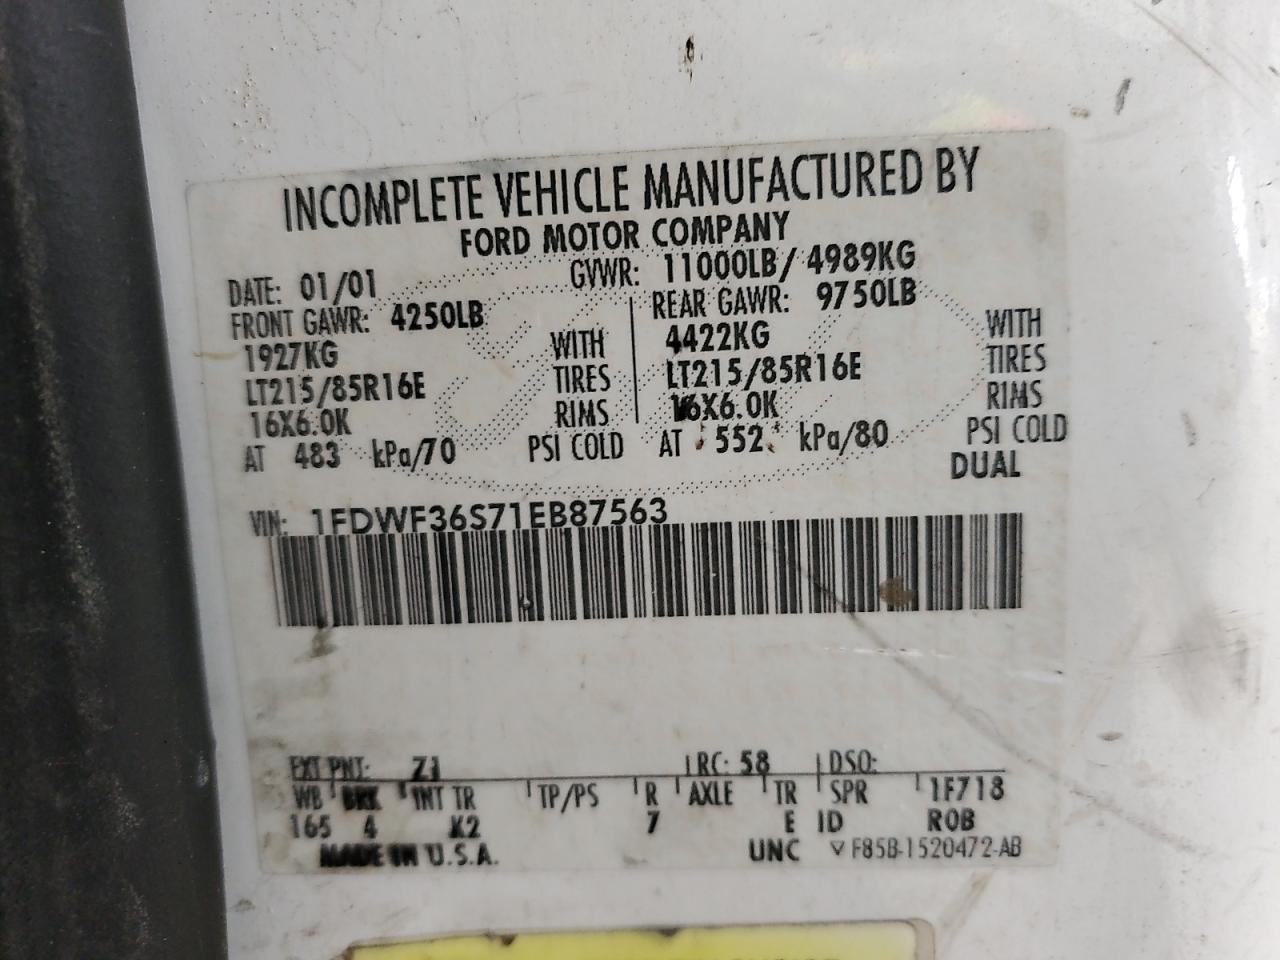 INCOMPLETE VEHICLE MANUFACTURED BY
FORD MOTOR COMPANY
DATE: 01/01 GVWR: 11000LB/ 4989KG
FRONT GAWR: 4250LB REAR GAWR: 9750LB
1927KG WITH 4422KG WITH
LT215/85R16E TIRES LT215/85R16E TIRES
16X6.0K RIMS 16X6.0K RIMS
AT 483 kPa/70 PSI COLD AT 552 kPa/80 PSI COLD
DUAL
VIN: 1FDWF36S71EB87563
EXT PNT: Z1 RC: 58 DSO:
WB BRK INT TR TP/PS R AXLE TR SPR 1F718
165 4 K2 7 E ID ROB
MADE IN U.S.A. UNC F85B-1520472-AB